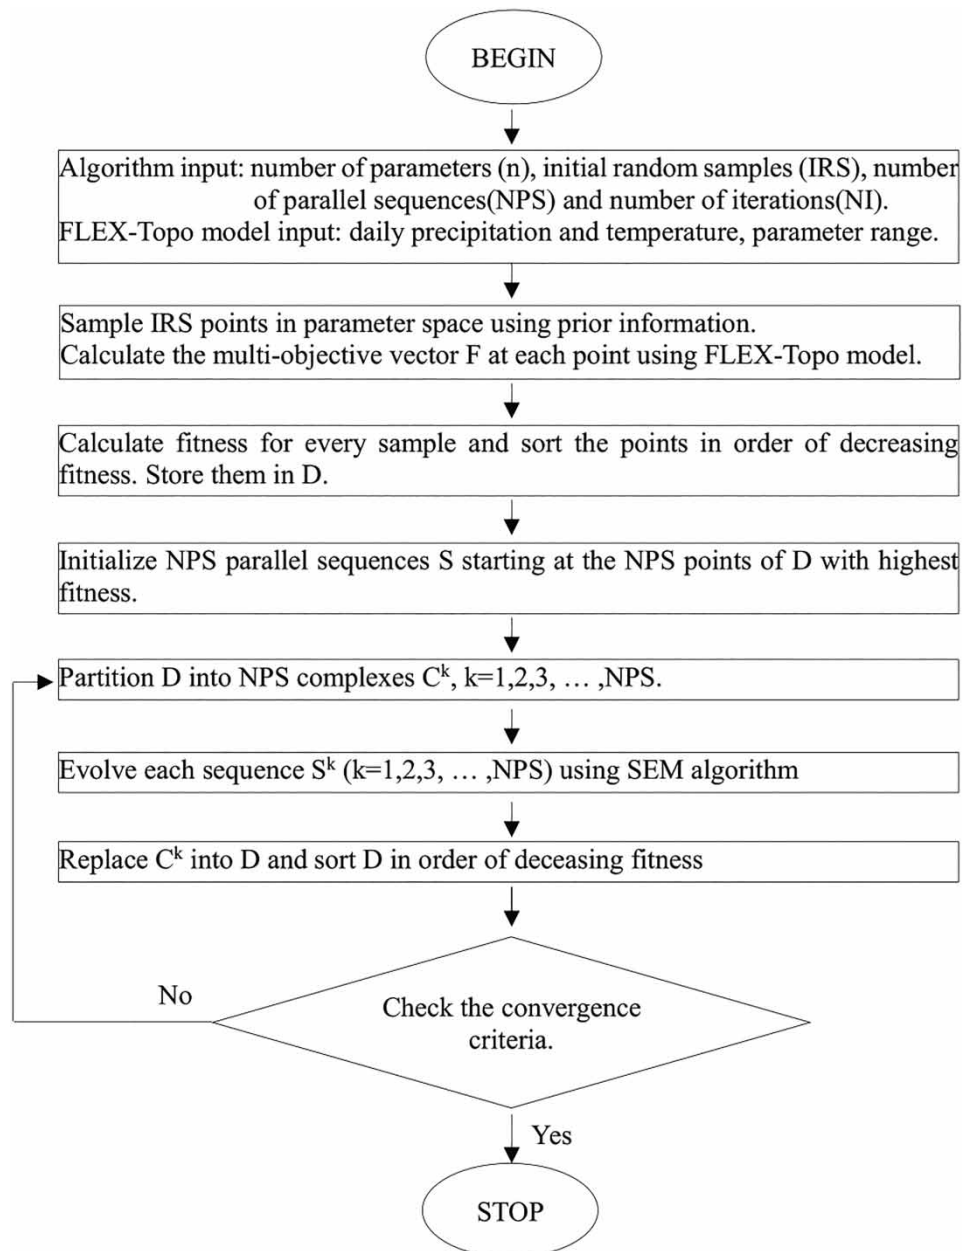 BEGIN
Algorithm input: number of parameters (n), initial random samples (IRS), number
of parallel sequences(NPS) and number of iterations(NI).
FLEX-Topo model input: daily precipitation and temperature, parameter range.
Sample IRS points in parameter space using prior information.
Calculate the multi-objective vector F at each point using FLEX-Topo model.
Calculate fitness for every sample and sort the points in order of decreasing
fitness. Store them in D.
Initialize NPS parallel sequences S starting at the NPS points of D with highest
fitness.
Partition D into NPS complexes Cᵏ, k=1,2,3, … ,NPS.
Evolve each sequence Sᵏ (k=1,2,3, … ,NPS) using SEM algorithm
Replace Cᵏ into D and sort D in order of deceasing fitness
No
Check the convergence
criteria.
Yes
STOP